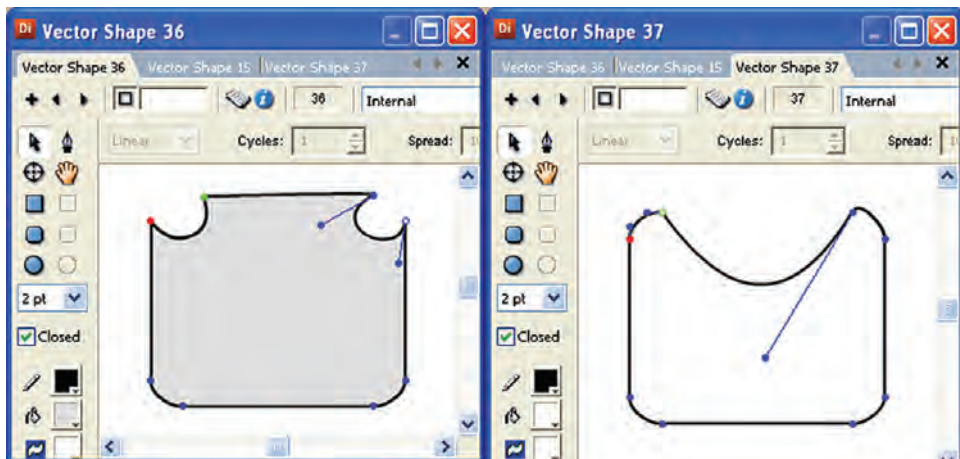 Di Vector Shape 36
Vector Shape 36 Vector Shape 15 Vector Shape 37
36 Internal
Linear Cycles: 1 Spread:
2 pt
Closed
Di Vector Shape 37
Vector Shape 36 Vector Shape 15 Vector Shape 37
37 Internal
Linear Cycles: 1 Spread:
2 pt
Closed